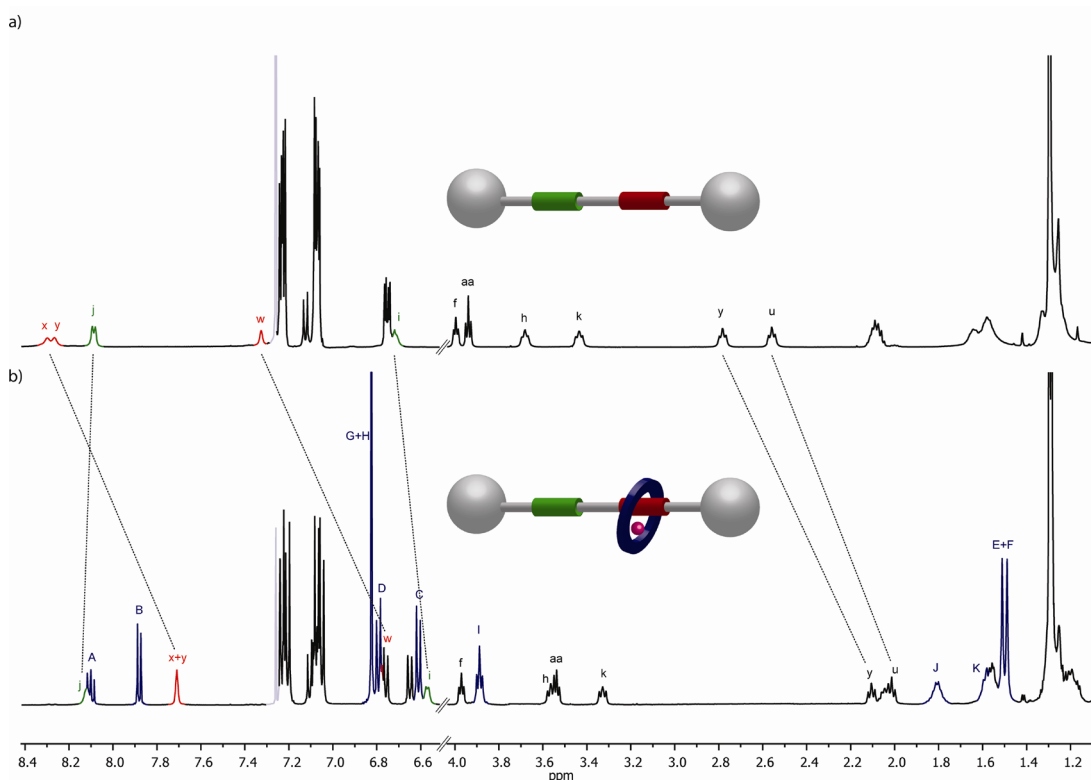 a)
x y
j
w
i
f
aa
h
k
y
u
b)
G+H
E+F
D
C
B
I
A
x+y
w
j
i
f
h
aa
k
y
u
J
K
8.4 8.2 8.0 7.8 7.6 7.4 7.2 7.0 6.8 6.6 4.0 3.8 3.6 3.4 3.2 3.0 2.8 2.6 2.4 2.2 2.0 1.8 1.6 1.4 1.2
ppm